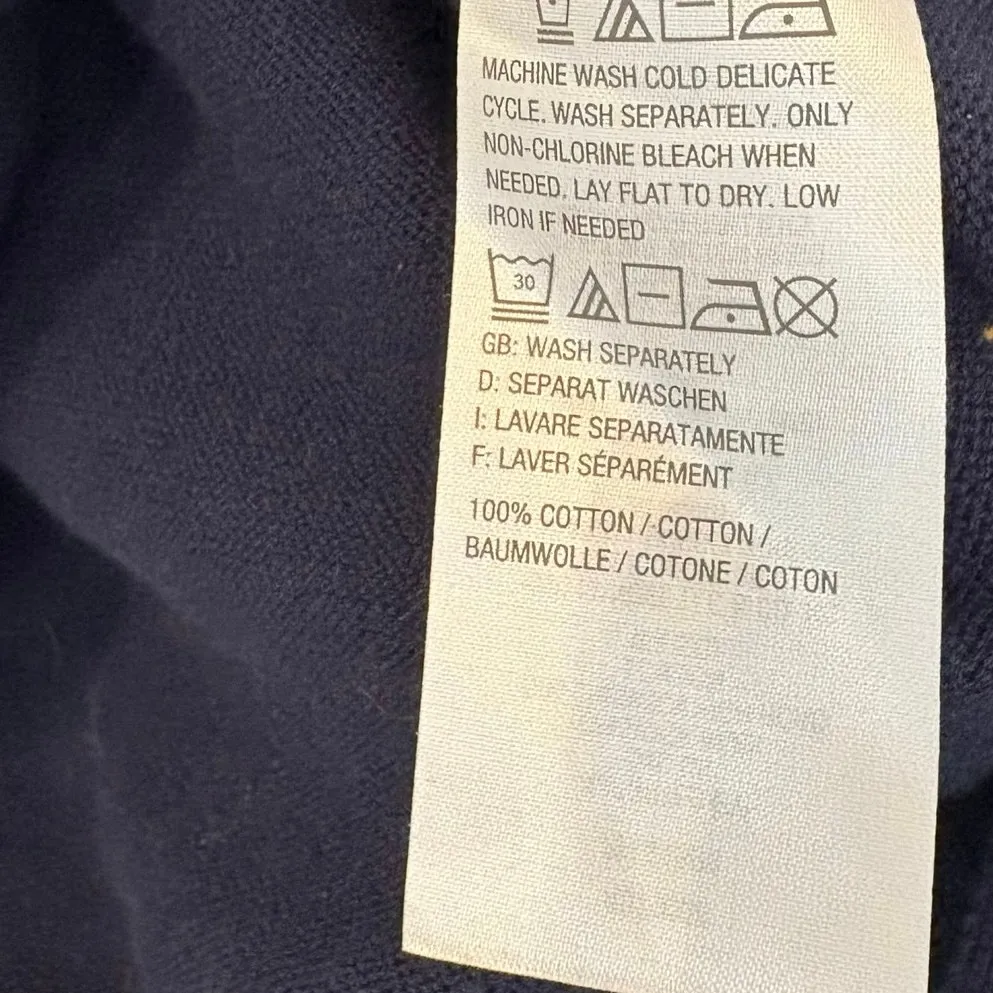 MACHINE WASH COLD DELICATE
CYCLE. WASH SEPARATELY. ONLY
NON-CHLORINE BLEACH WHEN
NEEDED. LAY FLAT TO DRY. LOW
IRON IF NEEDED
30
GB: WASH SEPARATELY
D: SEPARAT WASCHEN
I: LAVARE SEPARATAMENTE
F: LAVER SÉPARÉMENT
100% COTTON / COTTON /
BAUMWOLLE / COTONE / COTON